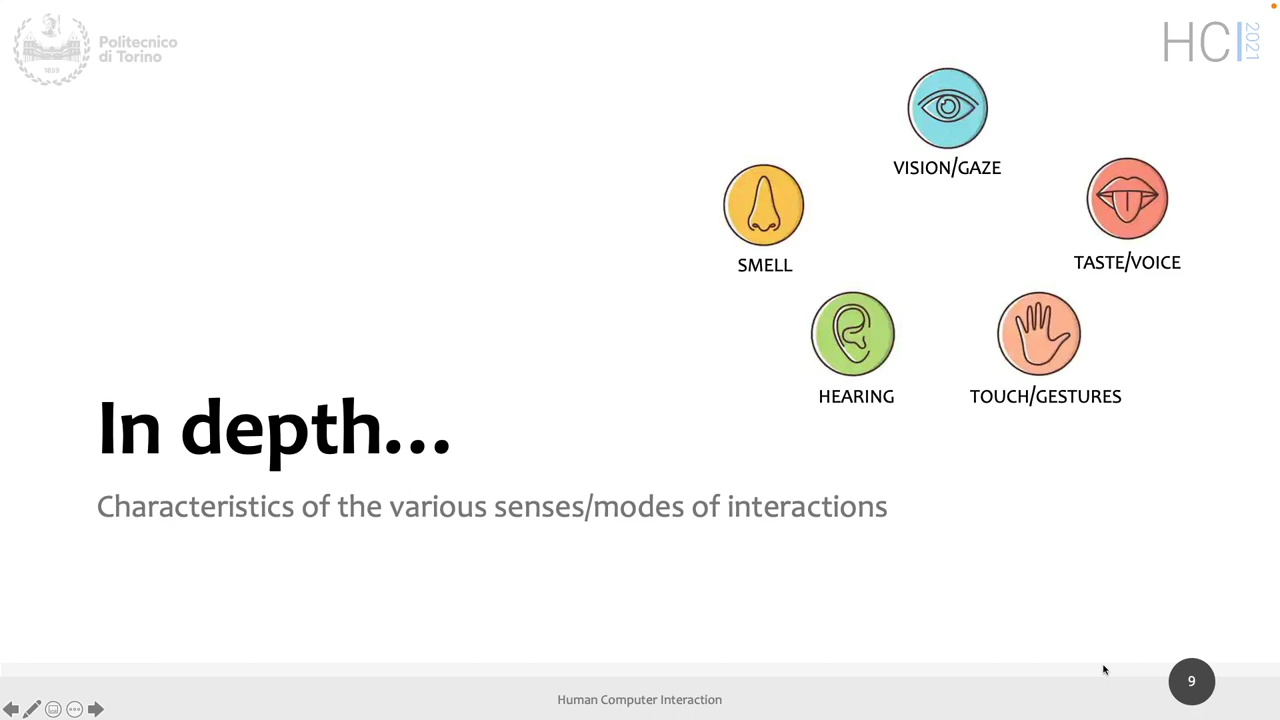 Politecnico
di Torino
1859
HCI 2021
VISION/GAZE
SMELL
TASTE/VOICE
HEARING
TOUCH/GESTURES
In depth...
Characteristics of the various senses/modes of interactions
Human Computer Interaction
9